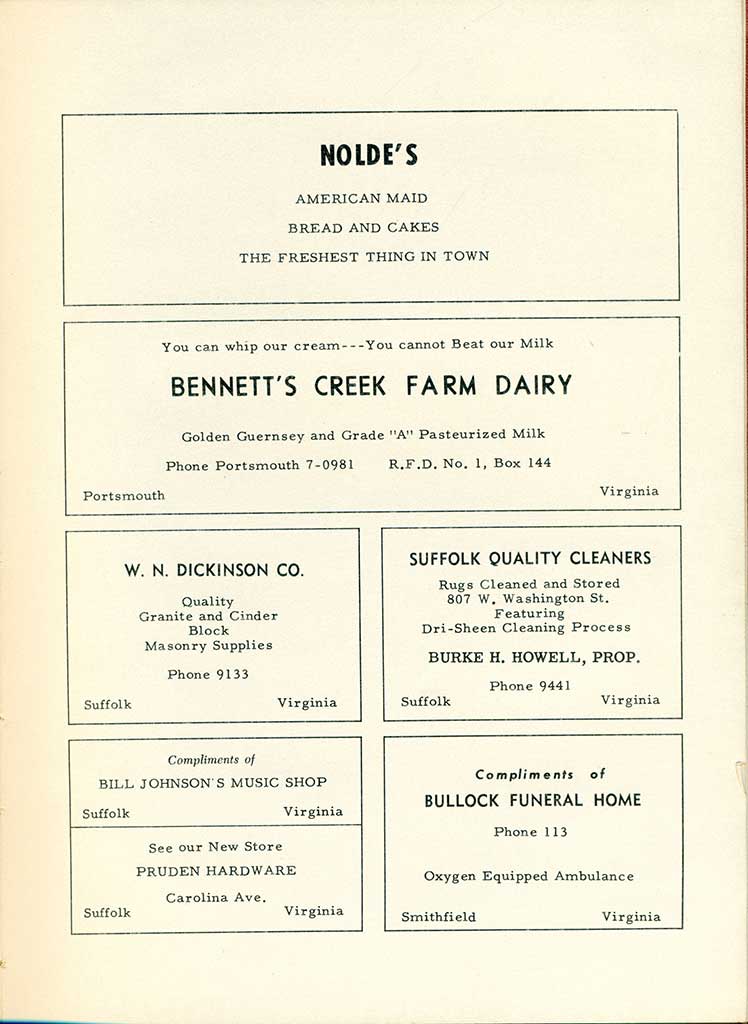 NOLDE'S
AMERICAN MAID
BREAD AND CAKES
THE FRESHEST THING IN TOWN
You can whip our cream---You cannot Beat our Milk
BENNETT'S CREEK FARM DAIRY
Golden Guernsey and Grade "A" Pasteurized Milk
Phone Portsmouth 7-0981 R.F.D. No. 1, Box 144
Portsmouth Virginia
W. N. DICKINSON CO.
Quality
Granite and Cinder
Block
Masonry Supplies
Phone 9133
Suffolk Virginia
SUFFOLK QUALITY CLEANERS
Rugs Cleaned and Stored
807 W. Washington St.
Featuring
Dri-Sheen Cleaning Process
BURKE H. HOWELL, PROP.
Phone 9441
Suffolk Virginia
Compliments of
BILL JOHNSON'S MUSIC SHOP
Suffolk Virginia
See our New Store
PRUDEN HARDWARE
Carolina Ave.
Suffolk Virginia
Compliments of
BULLOCK FUNERAL HOME
Phone 113
Oxygen Equipped Ambulance
Smithfield Virginia